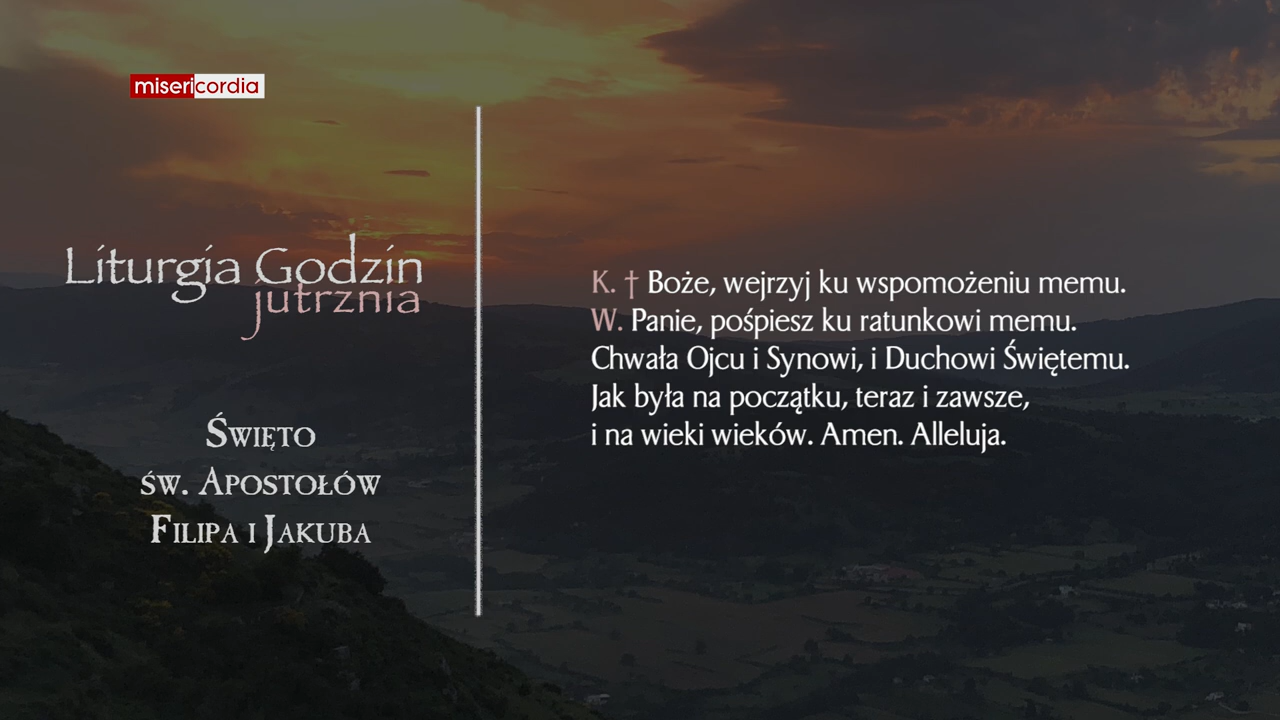 misericordia
Liturgia Godzin
jutrznia
Święto
św. Apostołów
Filipa i Jakuba
K. † Boże, wejrzyj ku wspomożeniu memu.
W. Panie, pośpiesz ku ratunkowi memu.
Chwała Ojcu i Synowi, i Duchowi Świętemu.
Jak była na początku, teraz i zawsze,
i na wieki wieków. Amen. Alleluja.